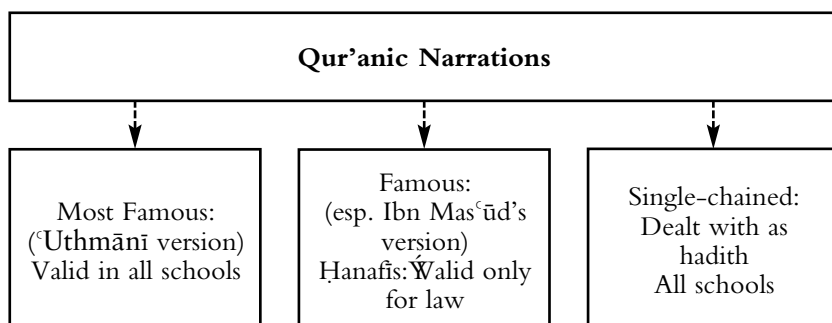 Qur’anic Narrations
Most Famous:
(ʿUthmānī version)
Valid in all schools
Famous:
(esp. Ibn Masʿūd’s
version)
Ḥanafīs: Valid only
for law
Single-chained:
Dealt with as
hadith
All schools